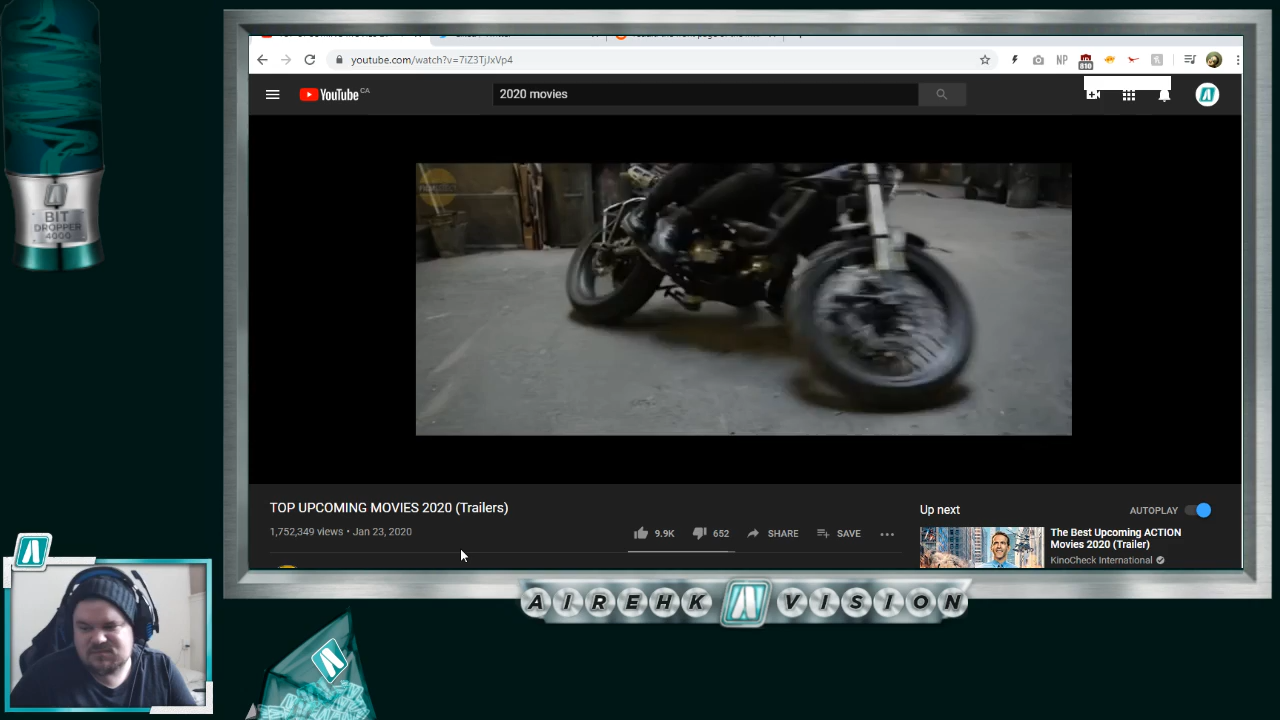 youtube.com/watch?v=7iZ3TjJxVp4
NP
810
YouTube CA
2020 movies
BIT
DROPPER
4000
TOP UPCOMING MOVIES 2020 (Trailers)
1,752,349 views • Jan 23, 2020
9.9K
652
SHARE
SAVE
Up next
AUTOPLAY
The Best Upcoming ACTION
Movies 2020 (Trailer)
KinoCheck International
AIREHK VISION